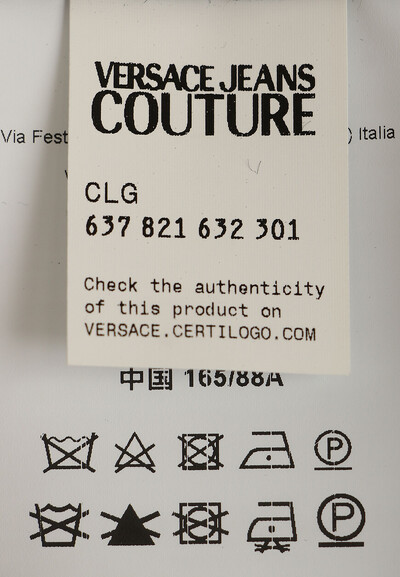 VERSACE JEANS
COUTURE
Via Fest
) Italia
CLG
637 821 632 301
Check the authenticity
of this product on
VERSACE.CERTILOGO.COM
中国 165/88A
P
P